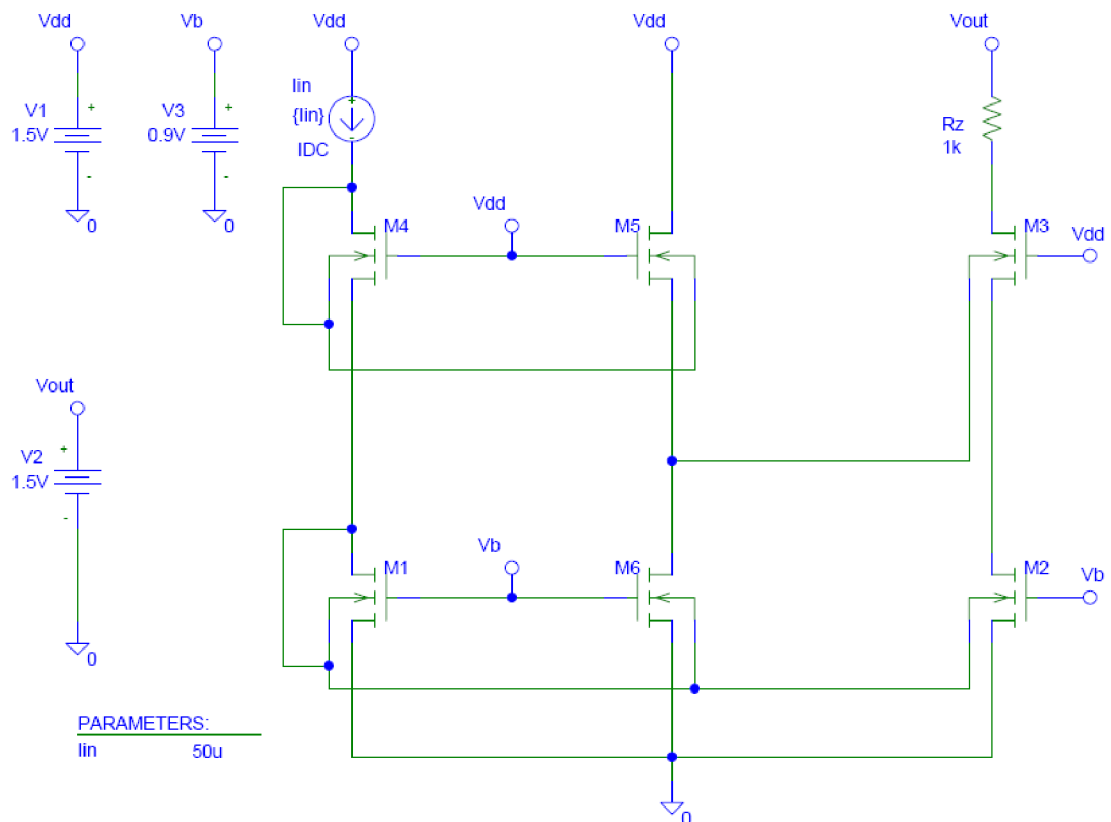 Vdd
Vb
Vdd
Vdd
Vout
V1
1.5V
+
-
0
V3
0.9V
+
-
0
Iin
{Iin}
IDC
+
-
Rz
1k
M4
Vdd
M5
M3
Vdd
Vout
V2
1.5V
+
-
0
M1
Vb
M6
M2
Vb
PARAMETERS:
Iin 50u
0